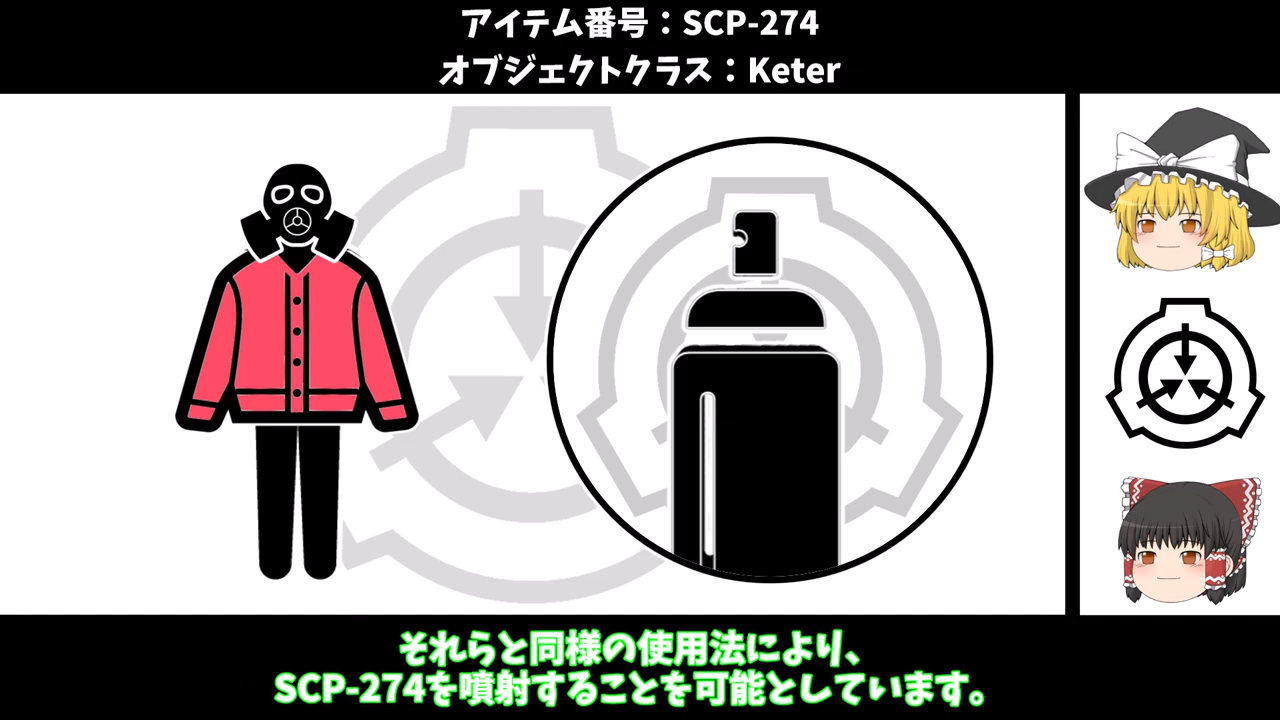 アイテム番号：SCP-274
オブジェクトクラス：Keter
それらと同様の使用法により、
SCP-274を噴射することを可能としています。